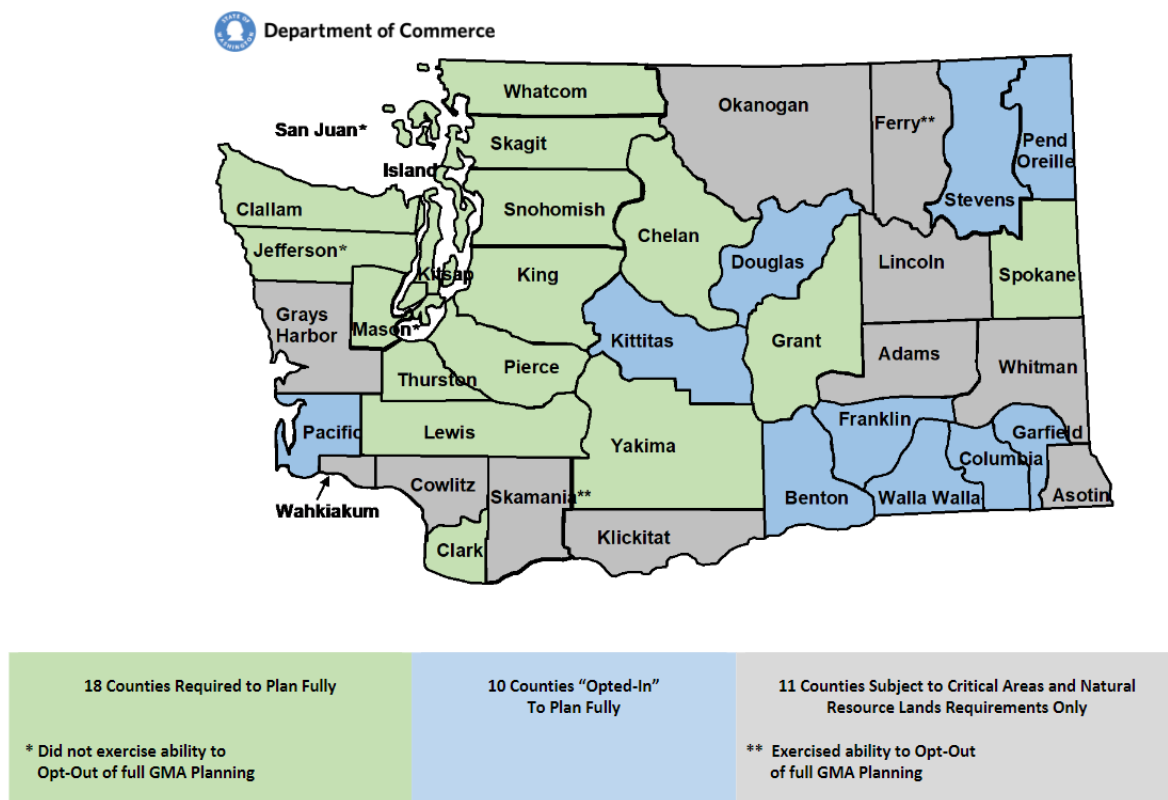 STATE OF WASHINGTON
Department of Commerce
Whatcom
Okanogan
Ferry**
San Juan*
Skagit
Pend
Oreille
Island
Stevens
Clallam
Snohomish
Chelan
Jefferson*
Douglas
Lincoln
Kitsap
King
Spokane
Grays
Harbor
Mason*
Kittitas
Grant
Adams
Pierce
Whitman
Thurston
Franklin
Pacific
Lewis
Yakima
Garfield
Columbia
Cowlitz
Skamania**
Benton
Walla Walla
Asotin
Wahkiakum
Klickitat
Clark
18 Counties Required to Plan Fully
* Did not exercise ability to
Opt-Out of full GMA Planning
10 Counties “Opted-In”
To Plan Fully
11 Counties Subject to Critical Areas and Natural
Resource Lands Requirements Only
** Exercised ability to Opt-Out
of full GMA Planning